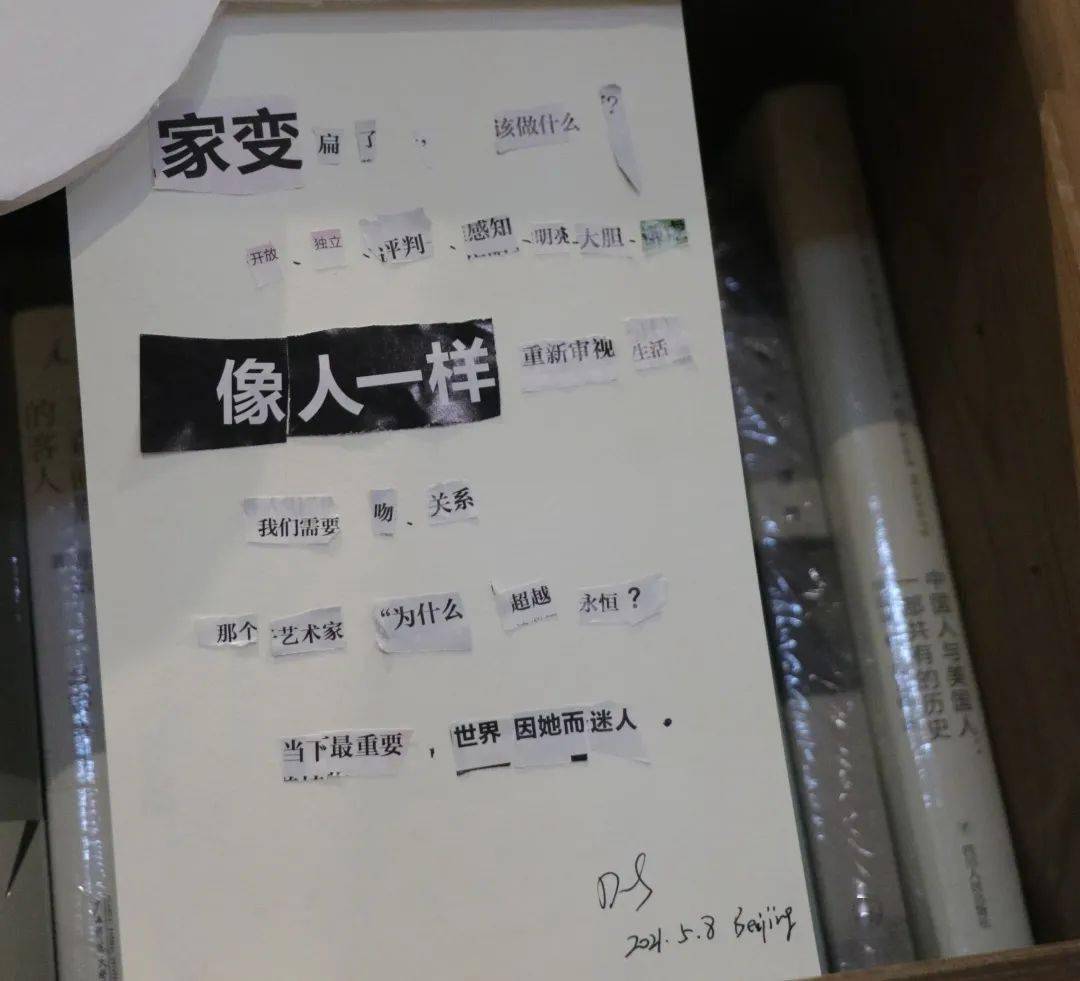 家变扁了， 该做什么？
开放、独立、评判、感知、明亮、大胆、
像人一样 重新审视 生活
我们需要 吻、关系
那个 艺术家 “为什么 超越 永恒？
当下最重要，世界 因她而迷人。
2021.5.8 Beijing
的客人
中国人与美国人
一部共有的历史